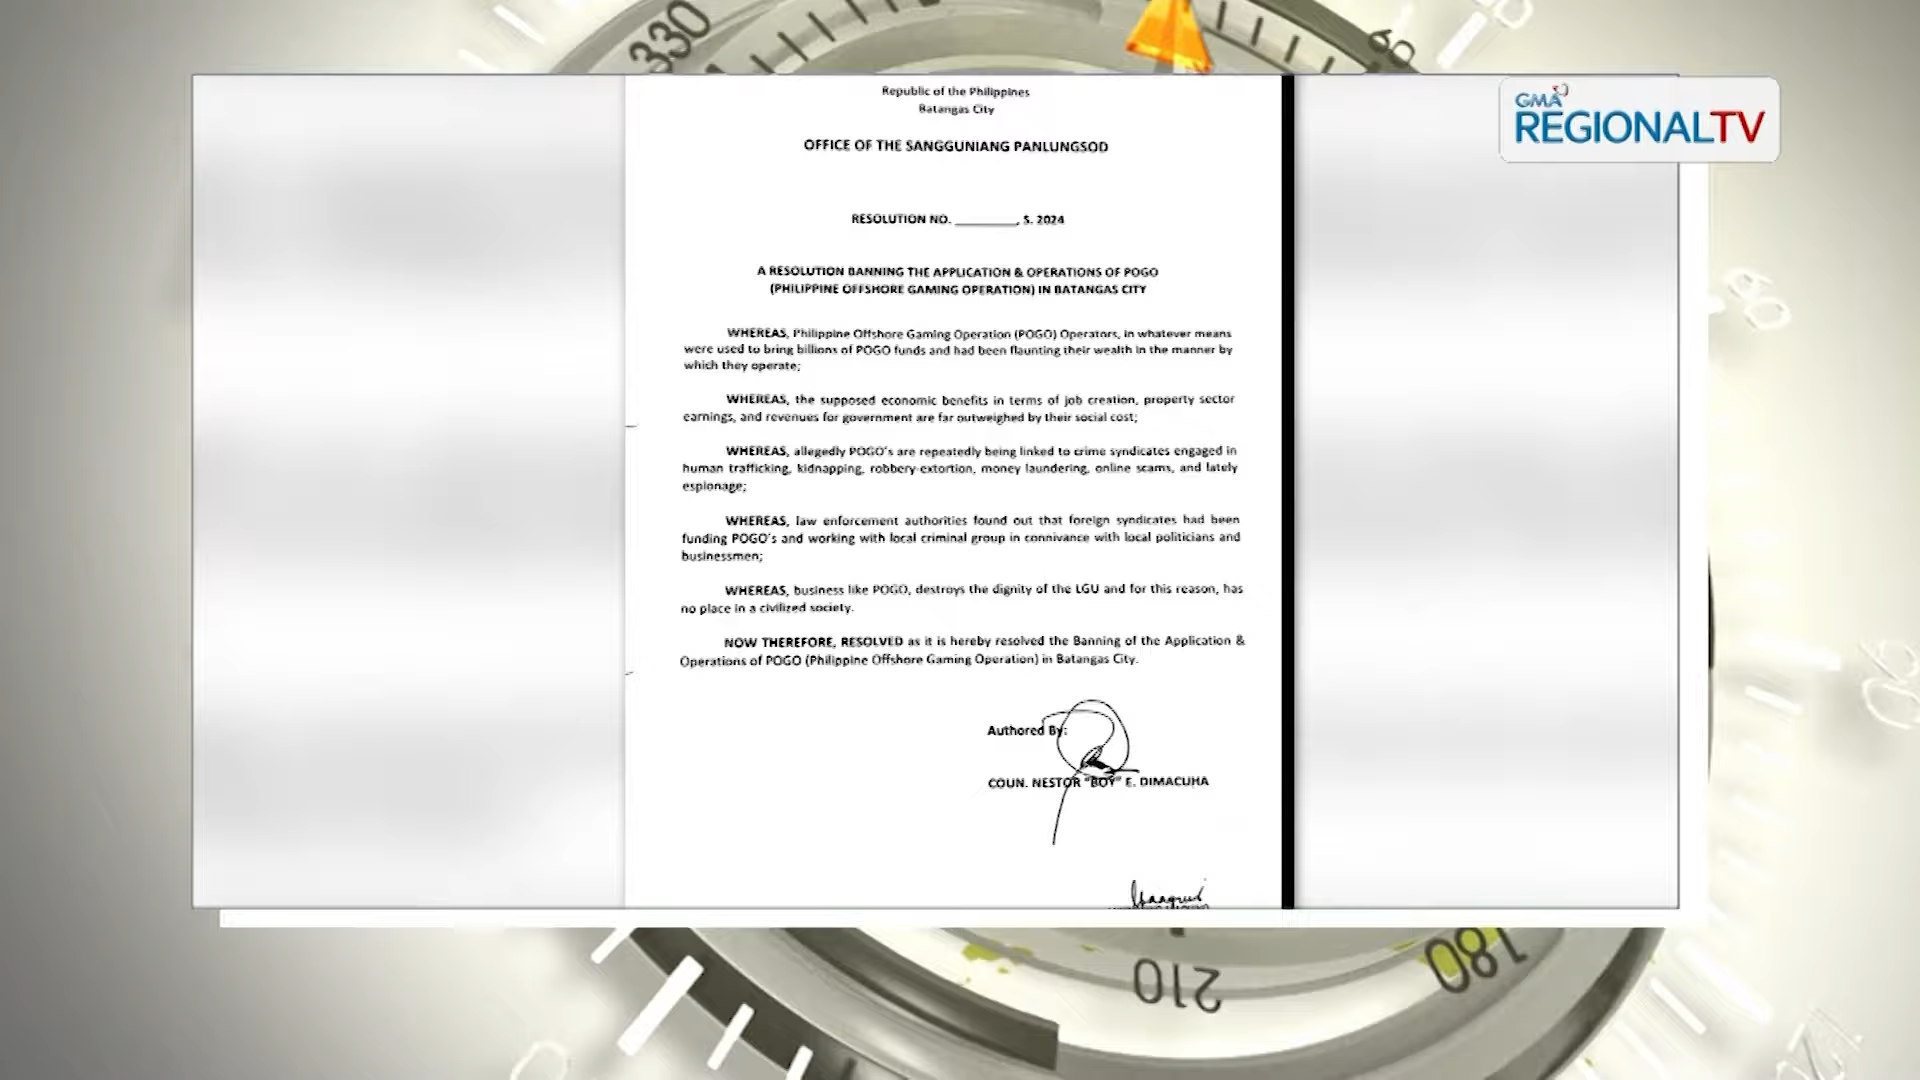 330
60
GMA
REGIONALTV
Republic of the Philippines
Batangas City
OFFICE OF THE SANGGUNIANG PANLUNGSOD
RESOLUTION NO. _________, S. 2024
A RESOLUTION BANNING THE APPLICATION & OPERATIONS OF POGO
(PHILIPPINE OFFSHORE GAMING OPERATION) IN BATANGAS CITY
WHEREAS, Philippine Offshore Gaming Operation (POGO) Operators, in whatever means
were used to bring billions of POGO funds and had been flaunting their wealth in the manner by
which they operate;
WHEREAS, the supposed economic benefits in terms of job creation, property sector
earnings, and revenues for government are far outweighed by their social cost;
WHEREAS, allegedly POGO's are repeatedly being linked to crime syndicates engaged in
human trafficking, kidnapping, robbery-extortion, money laundering, online scams, and lately
espionage;
WHEREAS, law enforcement authorities found out that foreign syndicates had been
funding POGO's and working with local criminal group in connivance with local politicians and
businessmen;
WHEREAS, business like POGO, destroys the dignity of the LGU and for this reason, has
no place in a civilized society.
NOW THEREFORE, RESOLVED as it is hereby resolved the Banning of the Application &
Operations of POGO (Philippine Offshore Gaming Operation) in Batangas City.
Authored By:
COUN. NESTOR "BOY" E. DIMACUHA
210
180